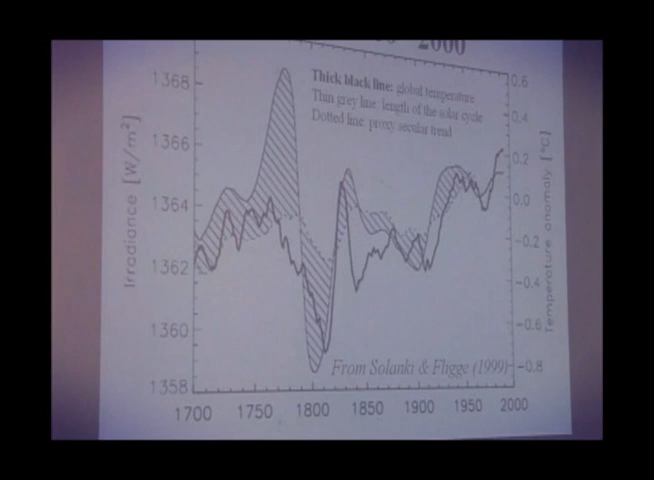 2000
Thick black line: global temperature
Thin grey line: length of the solar cycle
Dotted line: proxy secular trend
Irradiance [W/m²]
1368
1366
1364
1362
1360
1358
0.6
0.4
0.2
0.0
-0.2
-0.4
-0.6
-0.8
Temperature anomaly [°C]
From Solanki & Fligge (1999)
1700 1750 1800 1850 1900 1950 2000